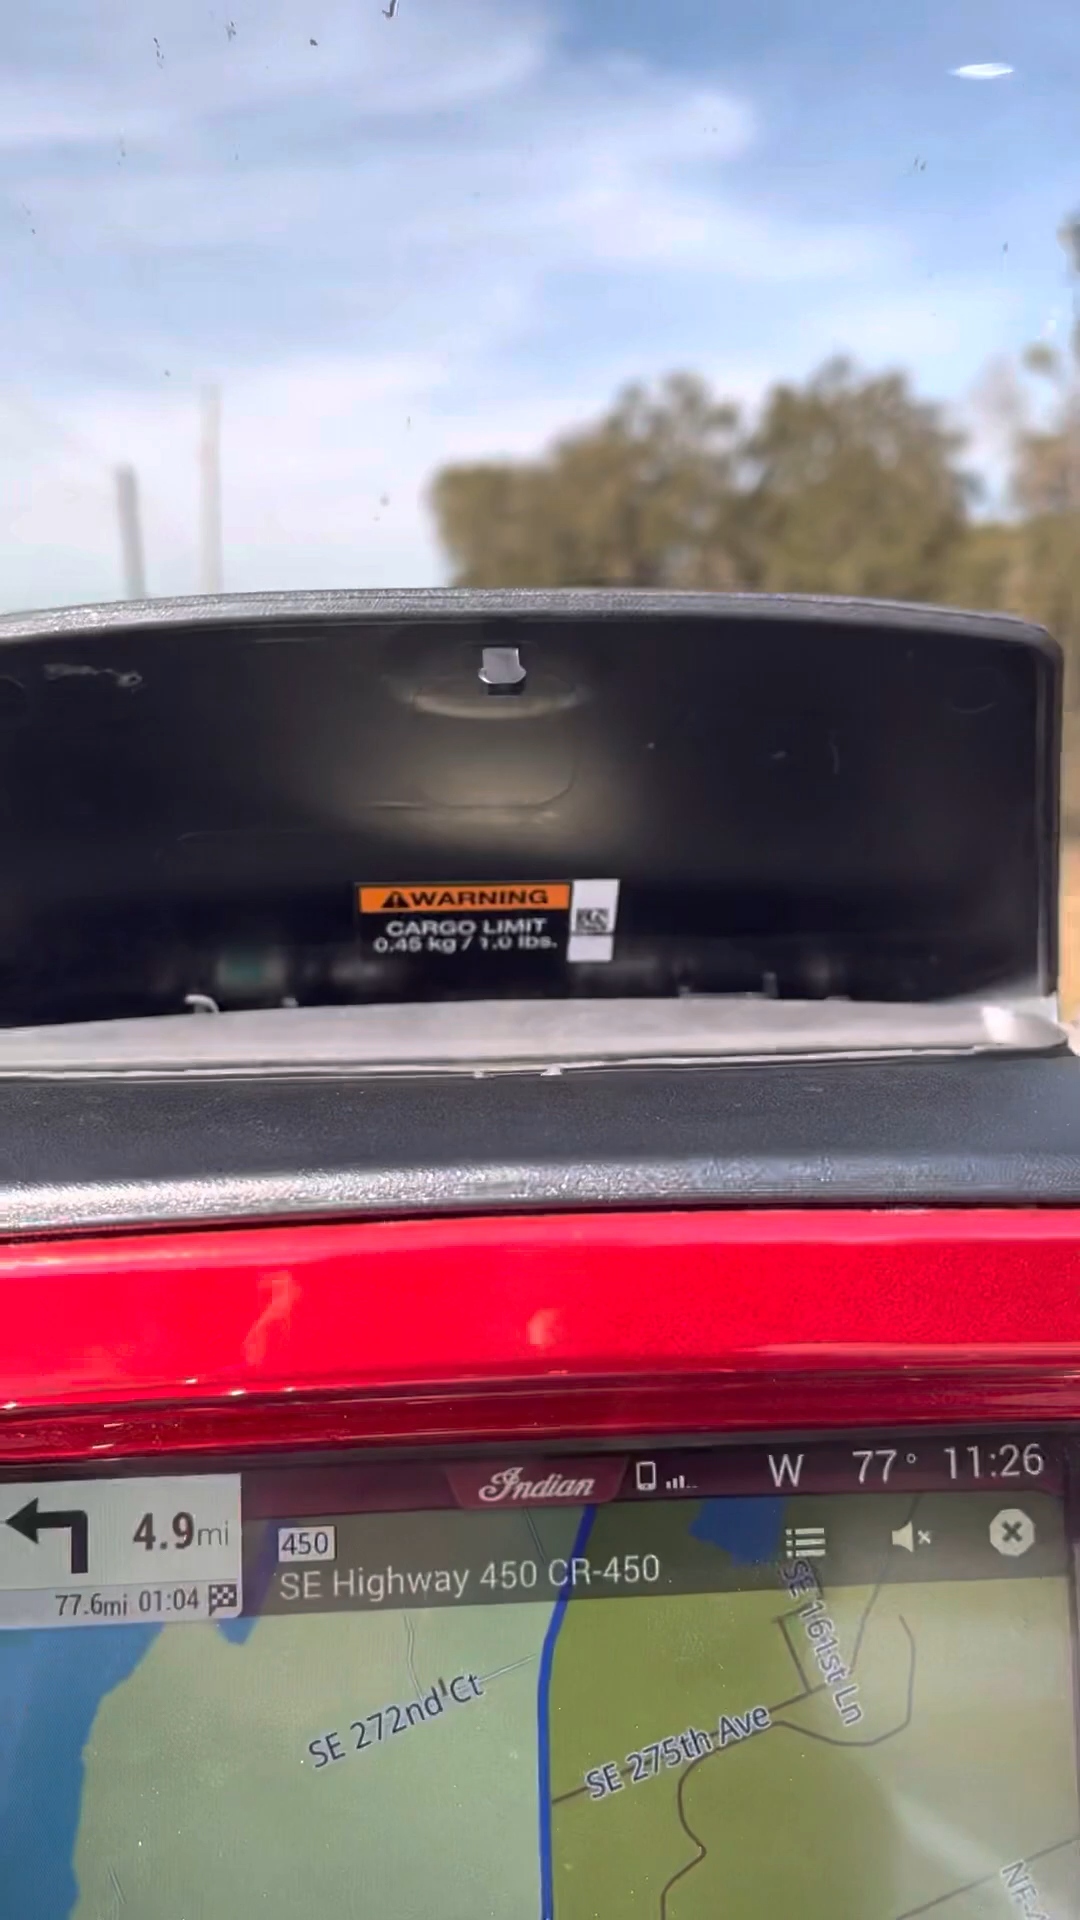 WARNING
CARGO LIMIT
0.45 kg / 1.0 lbs.
Indian
W 77° 11:26
4.9mi
77.6mi 01:04
450
SE Highway 450 CR-450
SE 161st Ln
SE 272nd Ct
SE 275th Ave